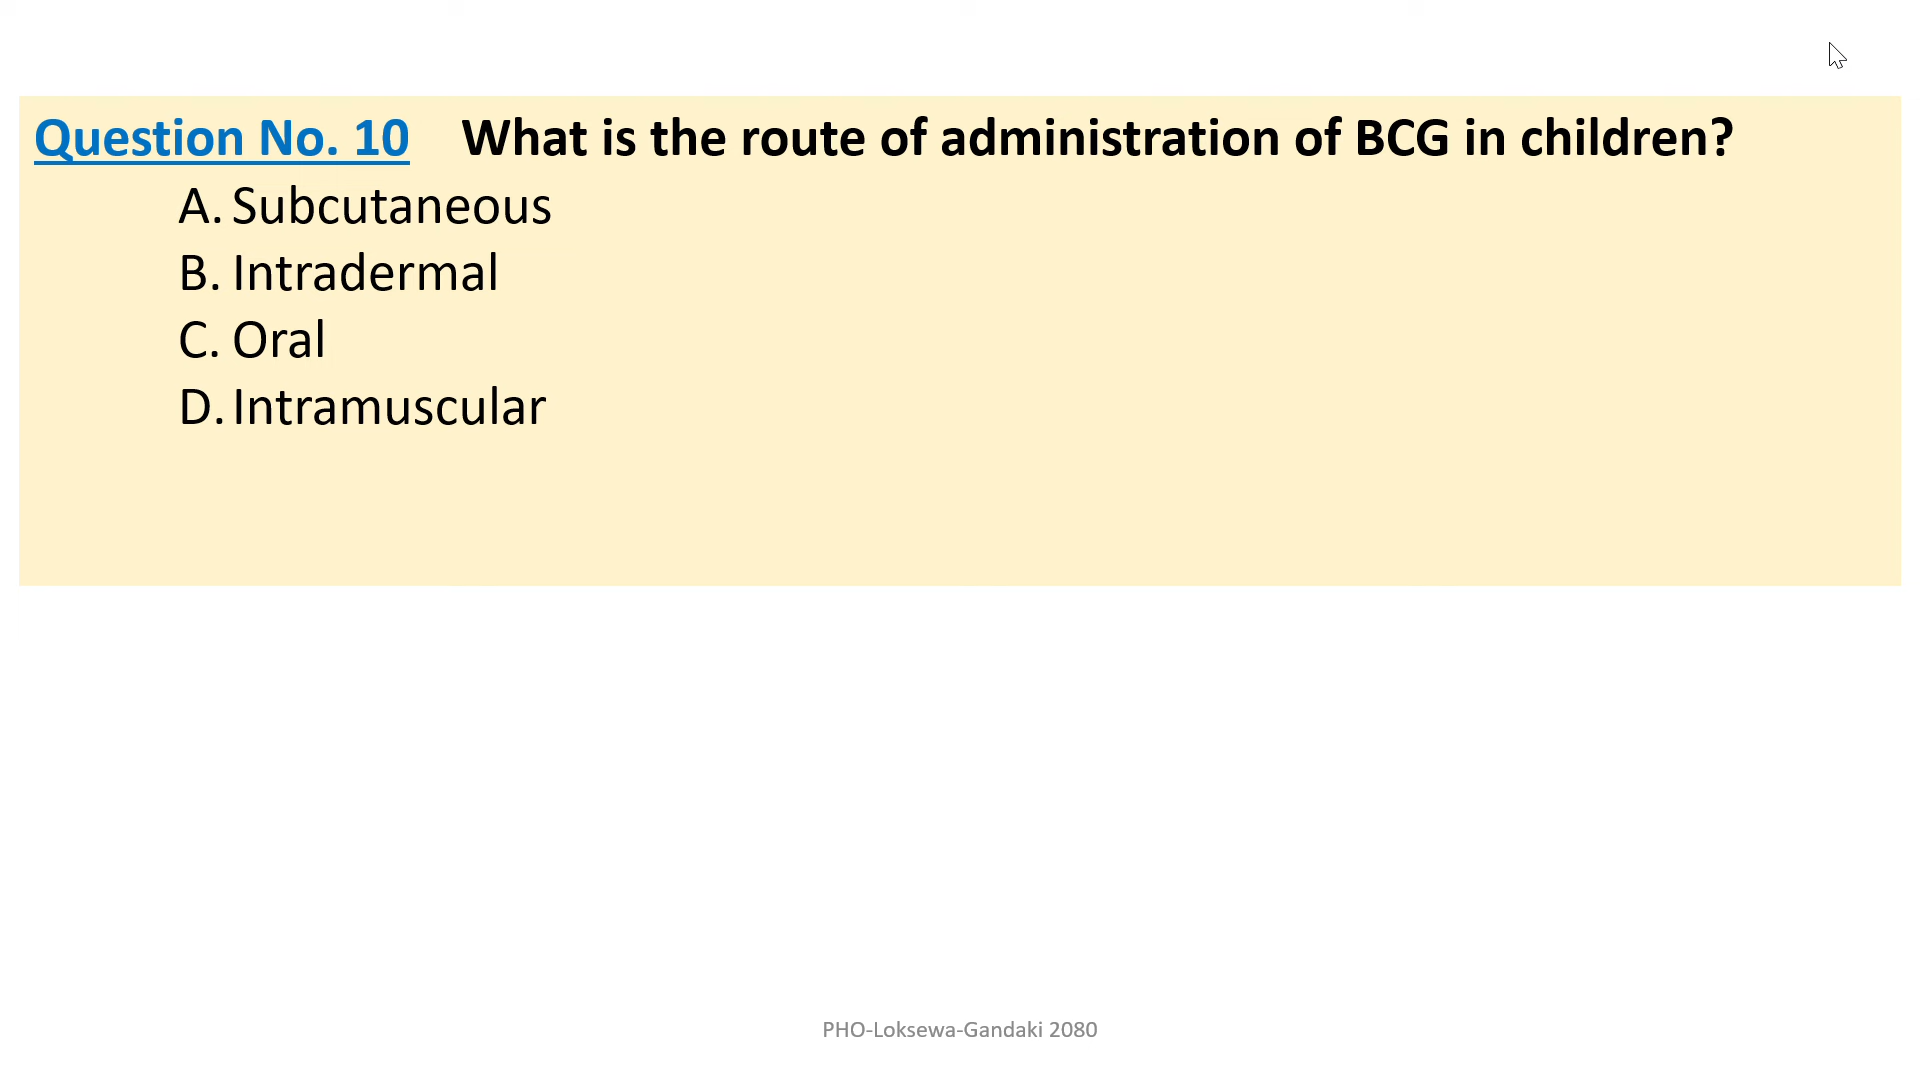 Question No. 10 What is the route of administration of BCG in children?
A. Subcutaneous
B. Intradermal
C. Oral
D. Intramuscular
PHO-Loksewa-Gandaki 2080